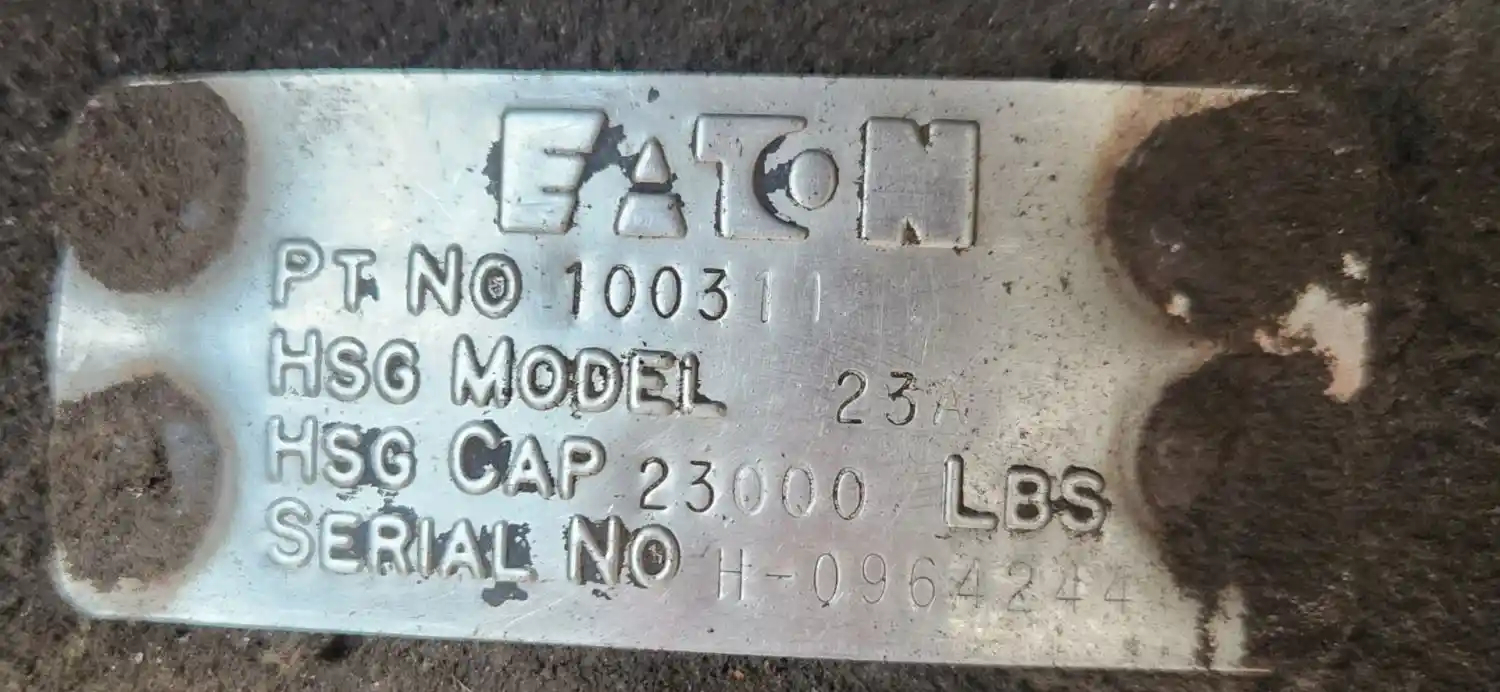 EATON
PT NO 100311
HSG MODEL 23A
HSG CAP 23000 LBS
SERIAL NO H-0964244